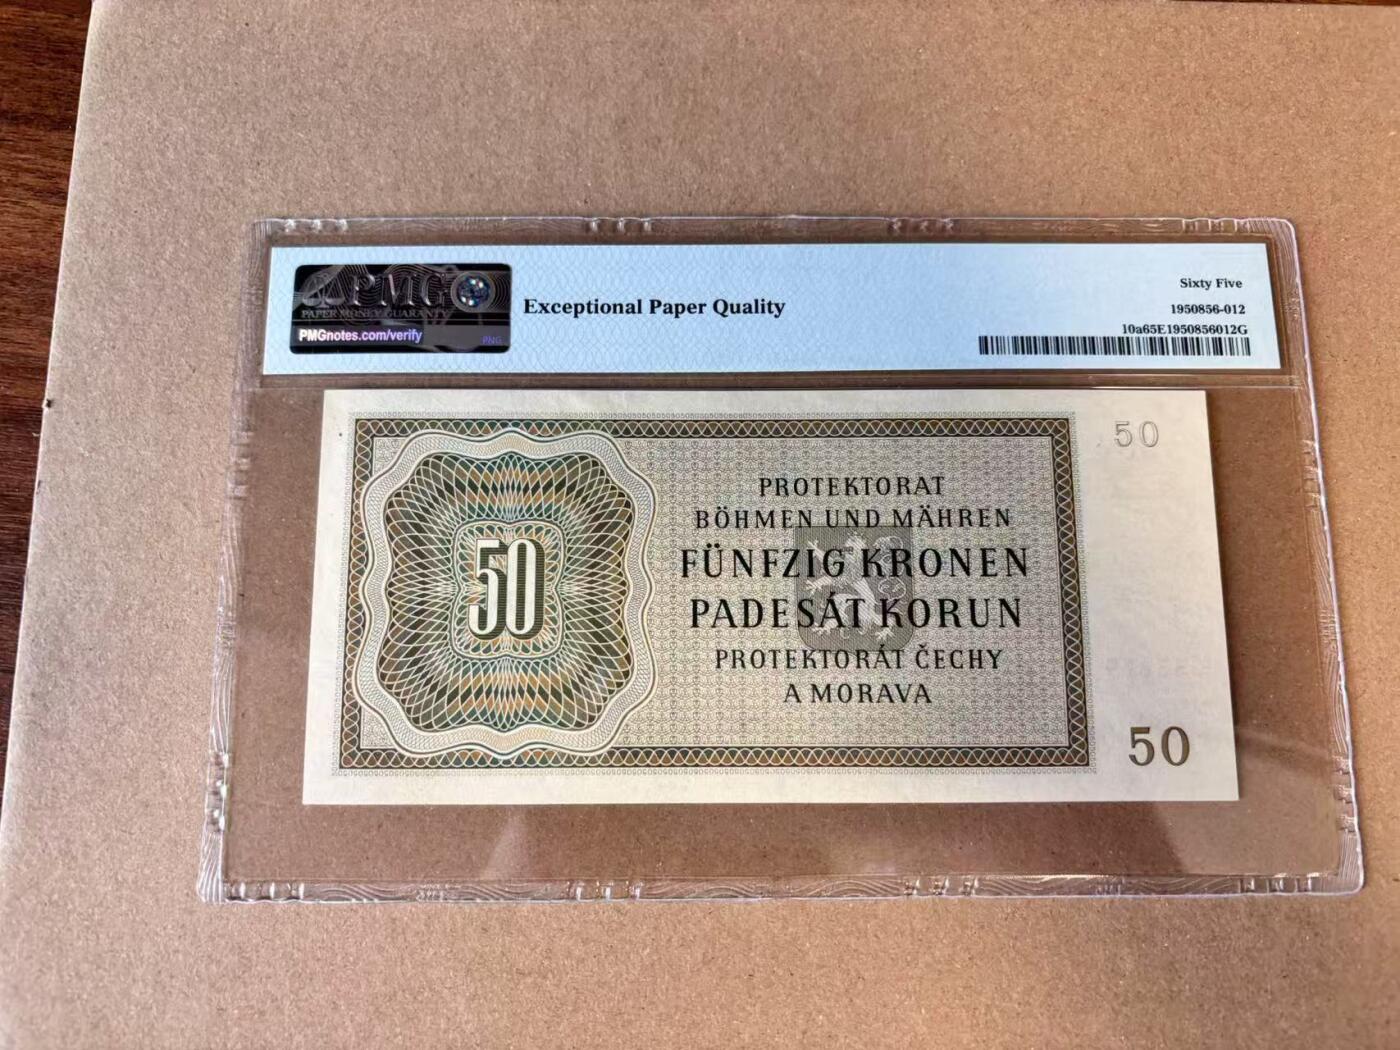 PMG
PAPER MONEY GUARANTY
PMGnotes.com/verify
PNG
Exceptional Paper Quality
Sixty Five
1950856-012
10a65E1950856012G
50
PROTEKTORAT
BÖHMEN UND MÄHREN
FÜNFZIG KRONEN
PADESÁT KORUN
PROTEKTORÁT ČECHY
A MORAVA
50
50